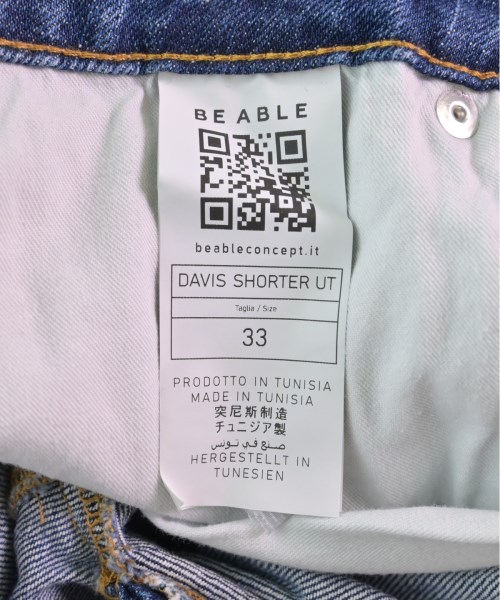 BE ABLE
beableconcept.it
DAVIS SHORTER UT
Taglia / Size
33
PRODOTTO IN TUNISIA
MADE IN TUNISIA
突尼斯制造
チュニジア製
صنع في تونس
HERGESTELLT IN
TUNESIEN